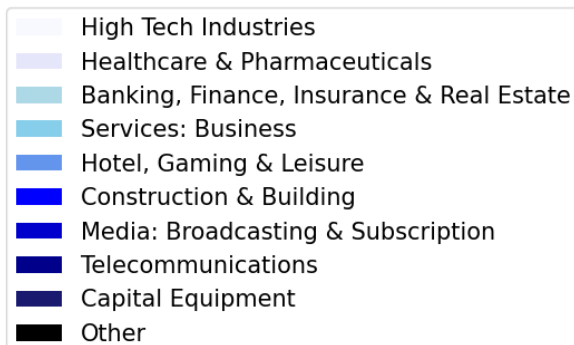 High Tech Industries
Healthcare & Pharmaceuticals
Banking, Finance, Insurance & Real Estate
Services: Business
Hotel, Gaming & Leisure
Construction & Building
Media: Broadcasting & Subscription
Telecommunications
Capital Equipment
Other